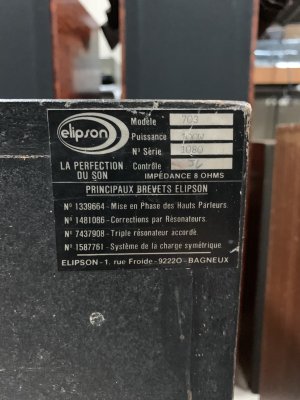 elipson
LA PERFECTION
DU SON
Modèle 703
Puissance 100W
N° Série 1080
Contrôle
IMPÉDANCE 8 OHMS
PRINCIPAUX BREVETS ELIPSON
N° 1339664 - Mise en Phase des Hauts Parleurs.
N° 1481086 - Corrections par Résonateurs.
N° 7437908 - Triple résonateur accordé.
N° 1587761 - Système de la charge symétrique
ELIPSON - 1. rue Froide - 92220 - BAGNEUX